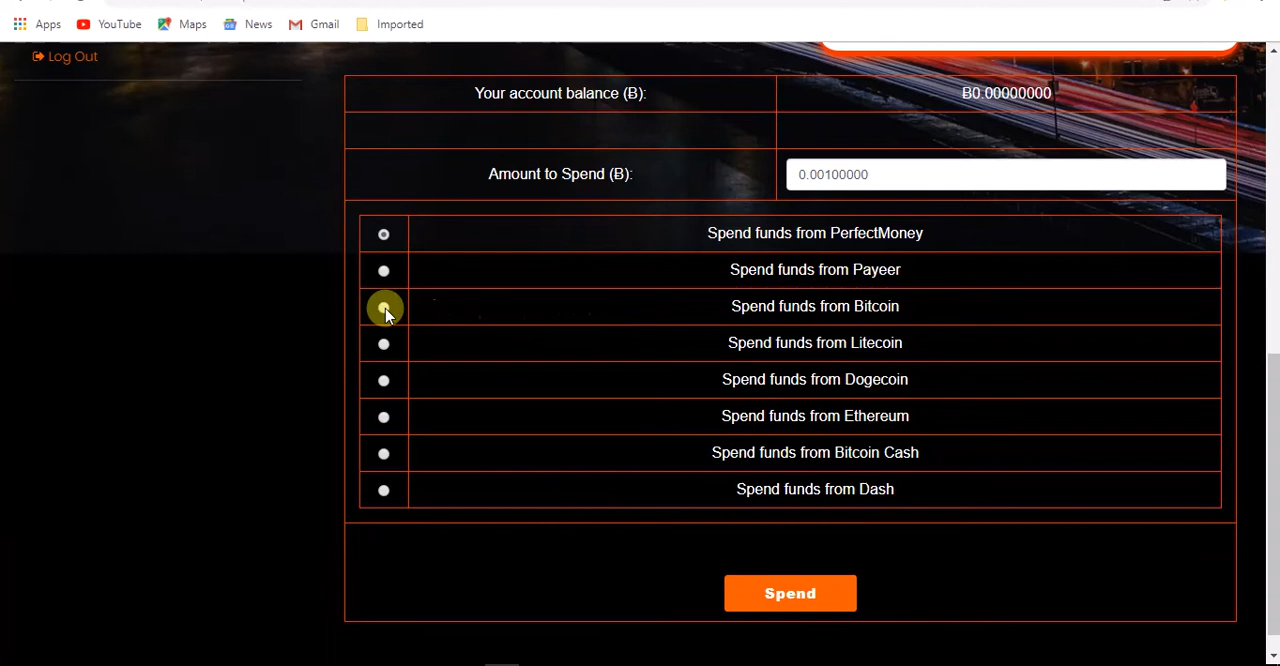 Apps YouTube Maps News Gmail Imported
Log Out
Your account balance (Ƀ): Ƀ0.00000000
Amount to Spend (Ƀ): 0.00100000
Spend funds from PerfectMoney
Spend funds from Payeer
Spend funds from Bitcoin
Spend funds from Litecoin
Spend funds from Dogecoin
Spend funds from Ethereum
Spend funds from Bitcoin Cash
Spend funds from Dash
Spend